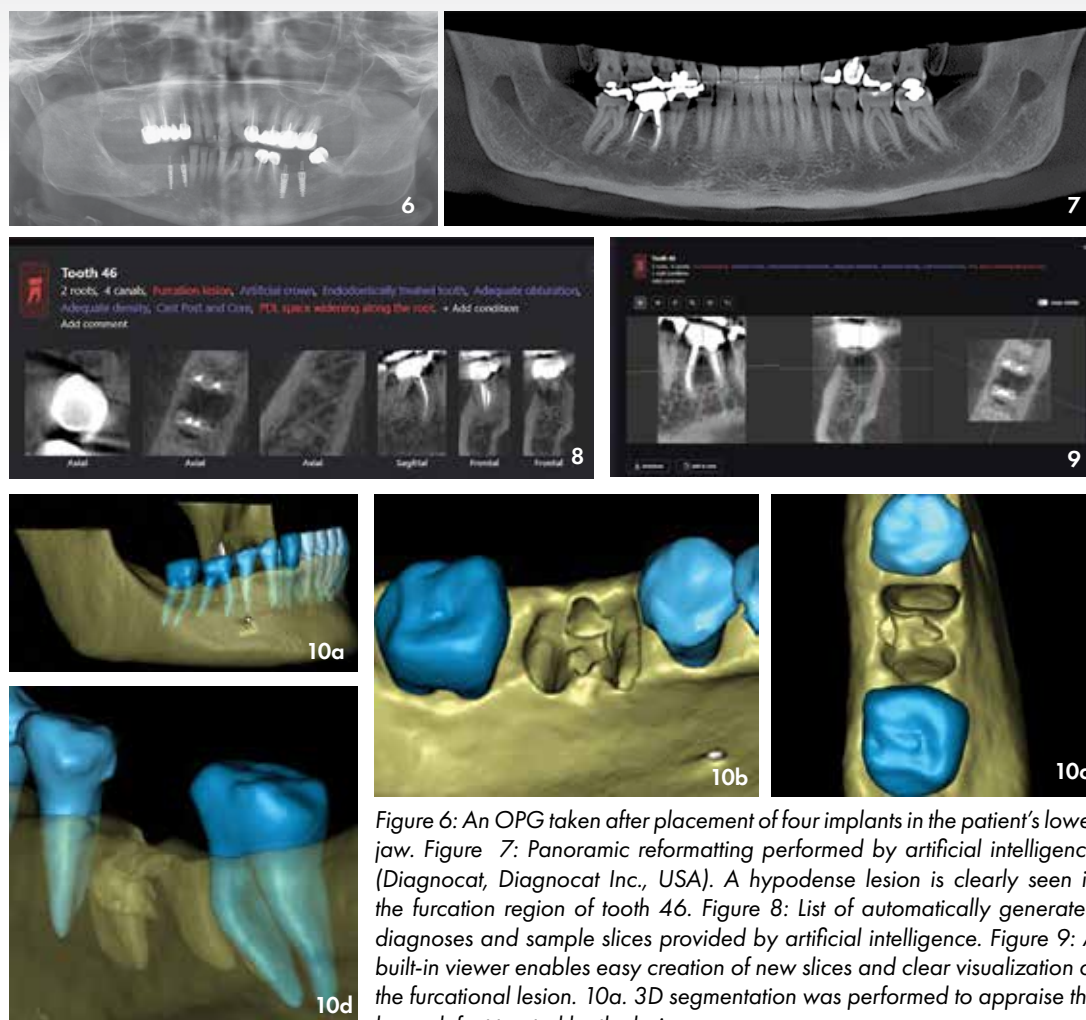 6
7
Tooth 46
2 roots, 4 canals, Furcation lesion, Artificial crown, Endodontically treated tooth, Adequate obturation,
Adequate density, Cast Post and Core, PDL space widening along the root, + Add condition
Add comment
Axial
Axial
Axial
Sagittal
Frontal
Frontal
8
Tooth 46
9
10a
10b
10c
10d
Figure 6: An OPG taken after placement of four implants in the patient's lowe
jaw. Figure 7: Panoramic reformatting performed by artificial intelligenc
(Diagnocat, Diagnocat Inc., USA). A hypodense lesion is clearly seen i
the furcation region of tooth 46. Figure 8: List of automatically generate
diagnoses and sample slices provided by artificial intelligence. Figure 9: A
built-in viewer enables easy creation of new slices and clear visualization o
the furcational lesion. 10a. 3D segmentation was performed to appraise th